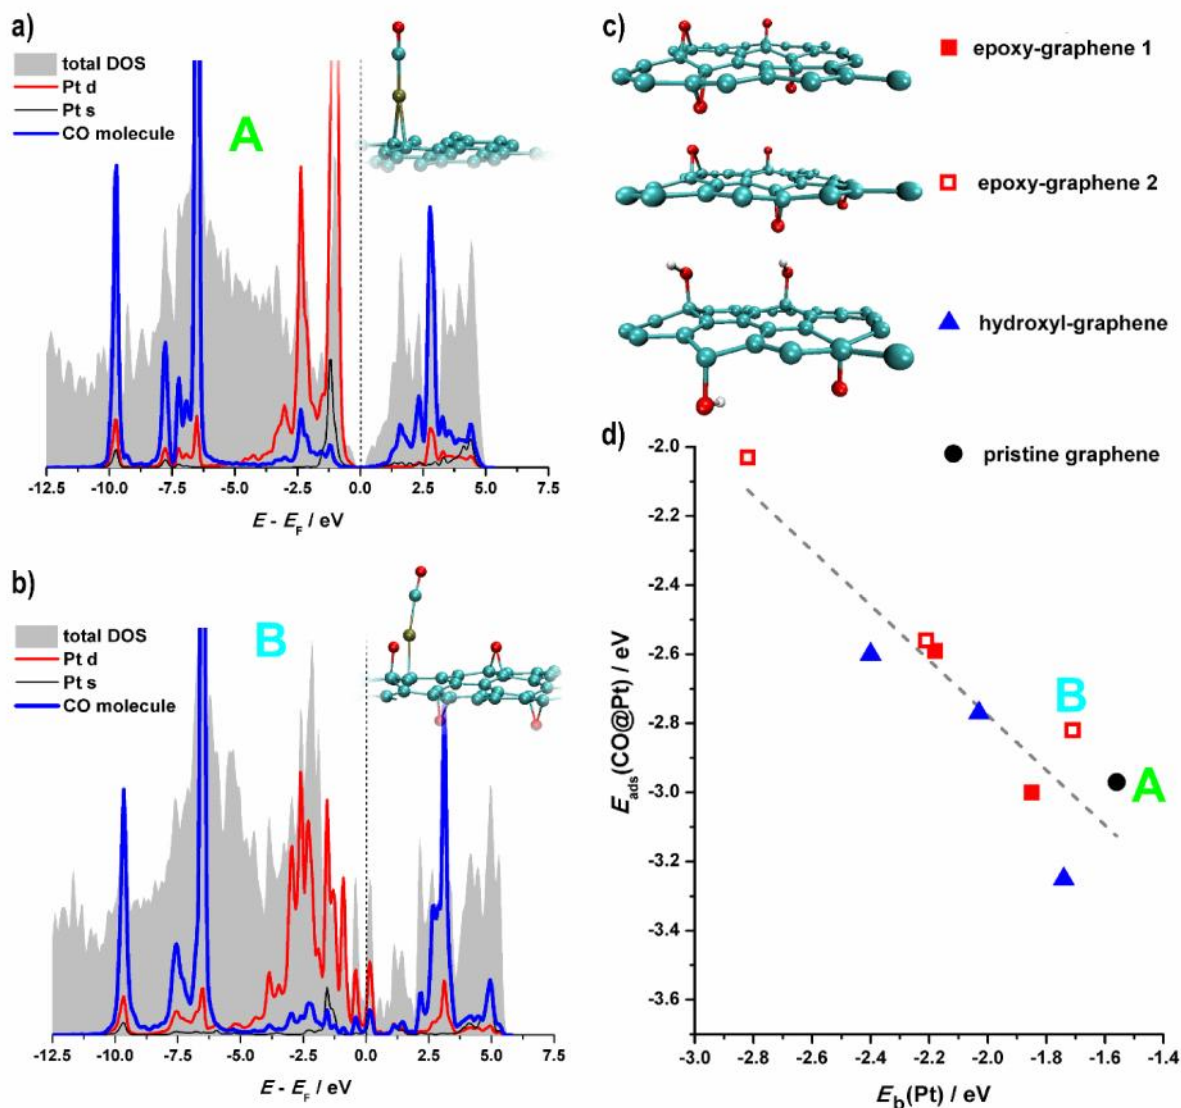 a)
total DOS
Pt d
Pt s
CO molecule
A
-12.5 -10.0 -7.5 -5.0 -2.5 0.0 2.5 5.0 7.5
E - E_F / eV
b)
total DOS
Pt d
Pt s
CO molecule
B
-12.5 -10.0 -7.5 -5.0 -2.5 0.0 2.5 5.0 7.5
E - E_F / eV
c)
epoxy-graphene 1
epoxy-graphene 2
hydroxyl-graphene
pristine graphene
d)
-2.0
-2.2
-2.4
-2.6
-2.8
-3.0
-3.2
-3.4
-3.6
E_ads(CO@Pt) / eV
B
A
-3.0 -2.8 -2.6 -2.4 -2.2 -2.0 -1.8 -1.6 -1.4
E_b(Pt) / eV